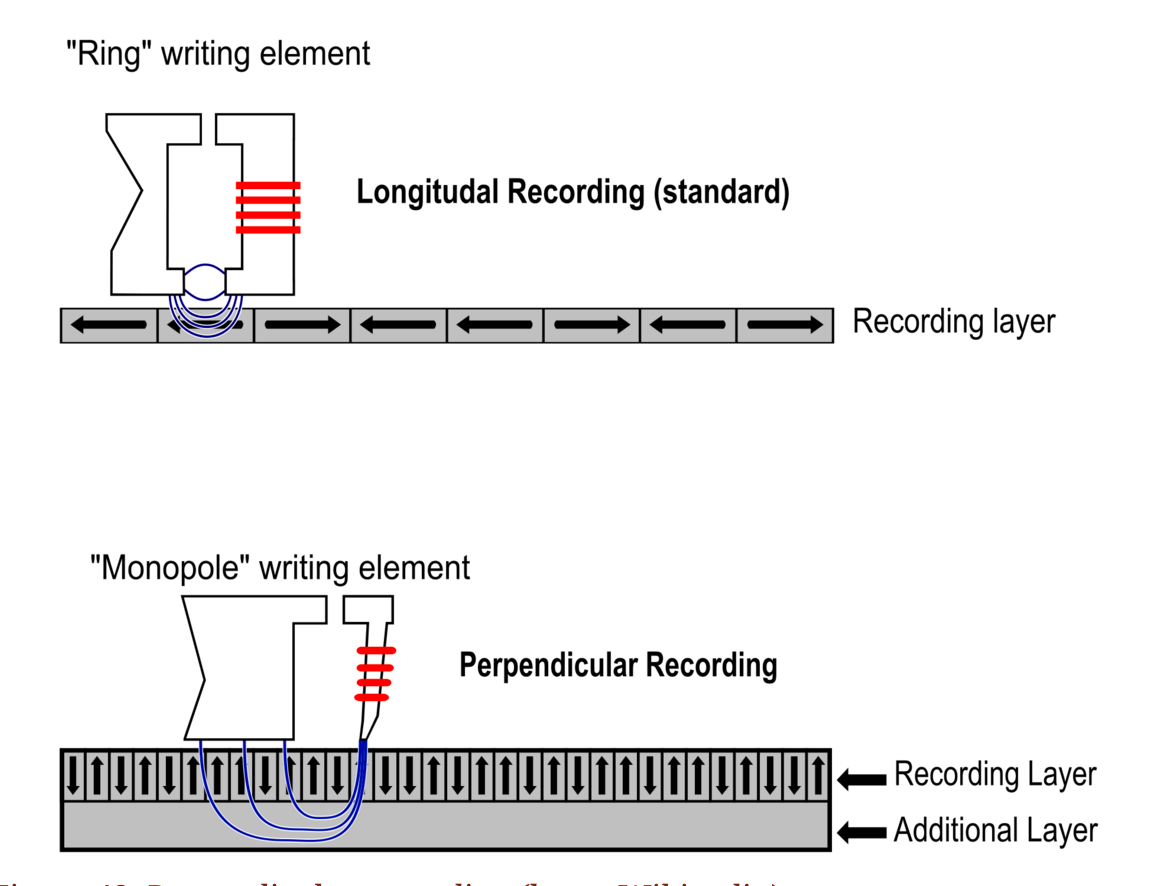 "Ring" writing element
Longitudal Recording (standard)
Recording layer
"Monopole" writing element
Perpendicular Recording
Recording Layer
Additional Layer